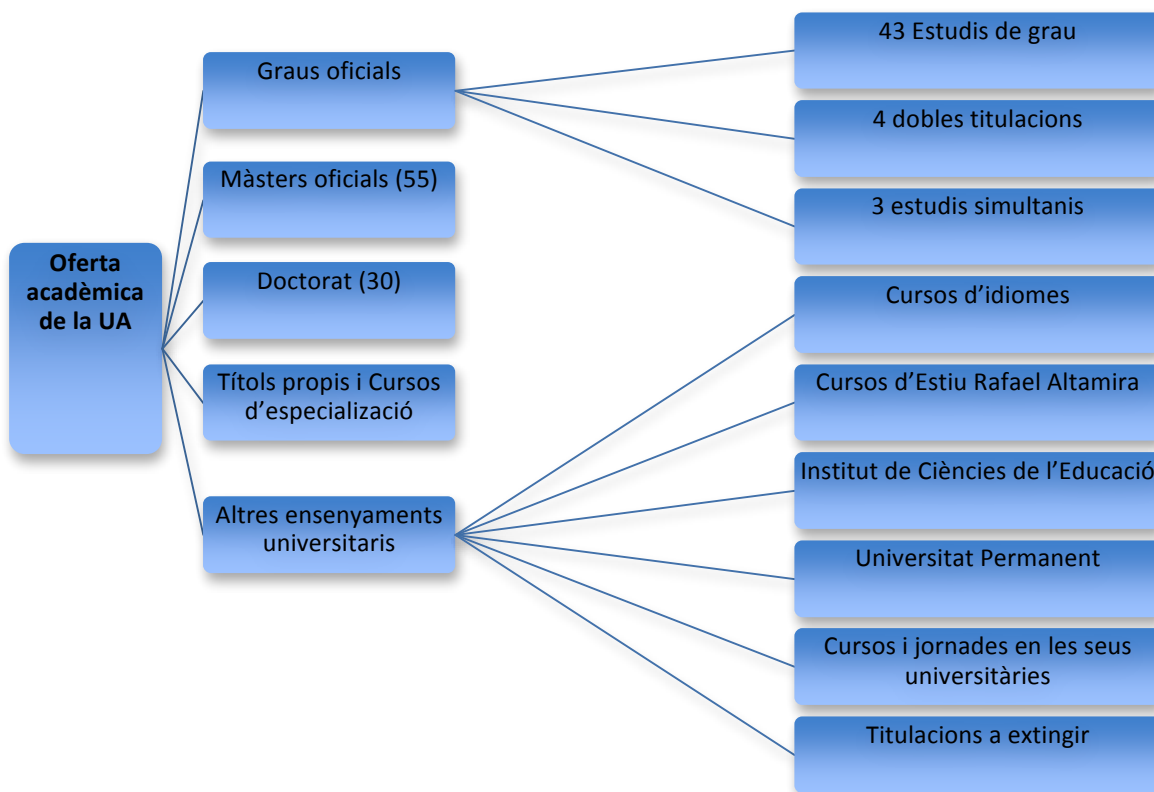 Oferta
acadèmica
de la UA
Graus oficials
43 Estudis de grau
4 dobles titulacions
3 estudis simultanis
Màsters oficials (55)
Doctorat (30)
Títols propis i Cursos
d’especialització
Altres ensenyaments
universitaris
Cursos d’idiomes
Cursos d’Estiu Rafael Altamira
Institut de Ciències de l’Educació
Universitat Permanent
Cursos i jornades en les seus
universitàries
Titulacions a extingir